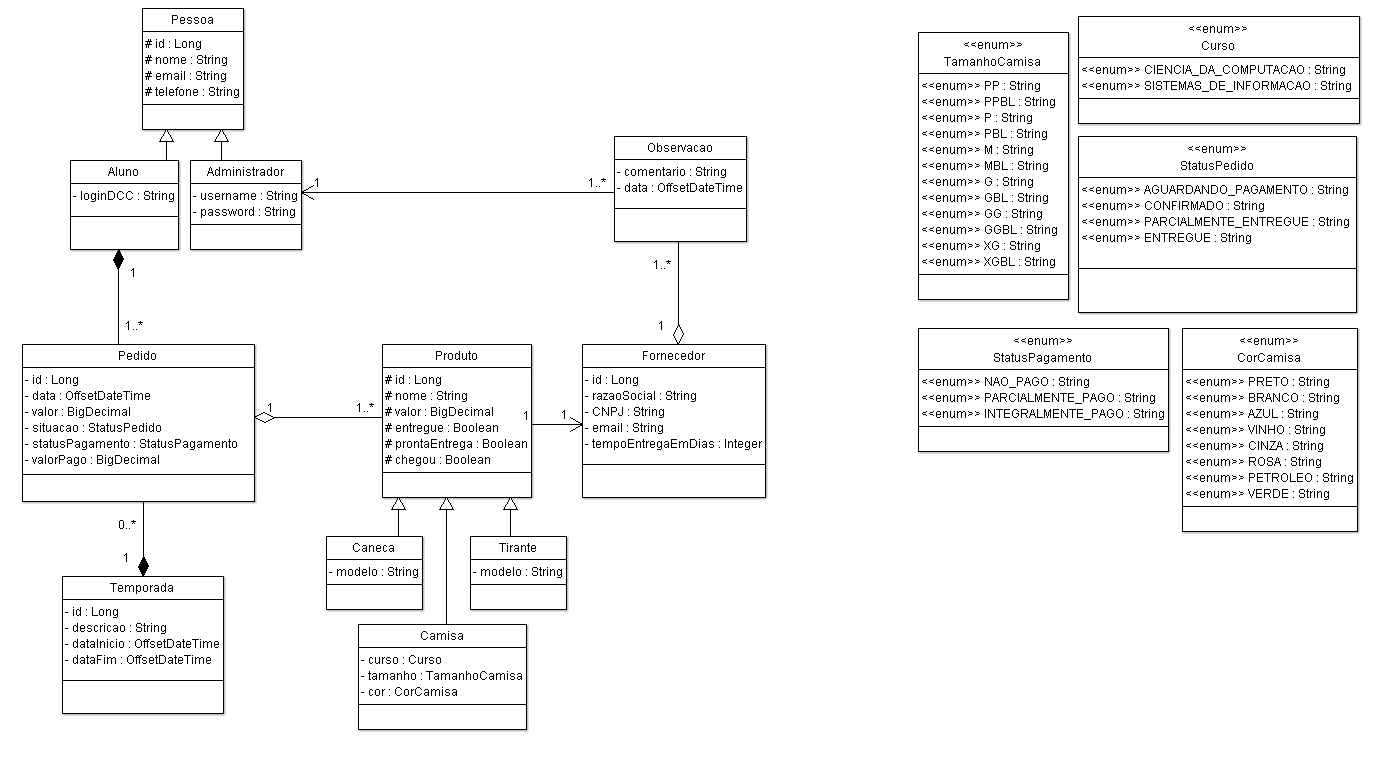 Pessoa
# id : Long
# nome : String
# email : String
# telefone : String
Aluno
- loginDCC : String
Administrador
- username : String
- password : String
1
1..*
Observacao
- comentario : String
- data : OffsetDateTime
1
1..*
1..*
1
Pedido
- id : Long
- data : OffsetDateTime
- valor : BigDecimal
- situacao : StatusPedido
- statusPagamento : StatusPagamento
- valorPago : BigDecimal
1
1..*
Produto
# id : Long
# nome : String
# valor : BigDecimal
# entregue : Boolean
# prontaEntrega : Boolean
# chegou : Boolean
1
1
Fornecedor
- id : Long
- razaoSocial : String
- CNPJ : String
- email : String
- tempoEntregaEmDias : Integer
0..*
1
Temporada
- id : Long
- descricao : String
- dataInicio : OffsetDateTime
- dataFim : OffsetDateTime
Caneca
- modelo : String
Tirante
- modelo : String
Camisa
- curso : Curso
- tamanho : TamanhoCamisa
- cor : CorCamisa
<<enum>>
TamanhoCamisa
<<enum>> PP : String
<<enum>> PPBL : String
<<enum>> P : String
<<enum>> PBL : String
<<enum>> M : String
<<enum>> MBL : String
<<enum>> G : String
<<enum>> GBL : String
<<enum>> GG : String
<<enum>> GGBL : String
<<enum>> XG : String
<<enum>> XGBL : String
<<enum>>
Curso
<<enum>> CIENCIA_DA_COMPUTACAO : String
<<enum>> SISTEMAS_DE_INFORMACAO : String
<<enum>>
StatusPedido
<<enum>> AGUARDANDO_PAGAMENTO : String
<<enum>> CONFIRMADO : String
<<enum>> PARCIALMENTE_ENTREGUE : String
<<enum>> ENTREGUE : String
<<enum>>
StatusPagamento
<<enum>> NAO_PAGO : String
<<enum>> PARCIALMENTE_PAGO : String
<<enum>> INTEGRALMENTE_PAGO : String
<<enum>>
CorCamisa
<<enum>> PRETO : String
<<enum>> BRANCO : String
<<enum>> AZUL : String
<<enum>> VINHO : String
<<enum>> CINZA : String
<<enum>> ROSA : String
<<enum>> PETROLEO : String
<<enum>> VERDE : String